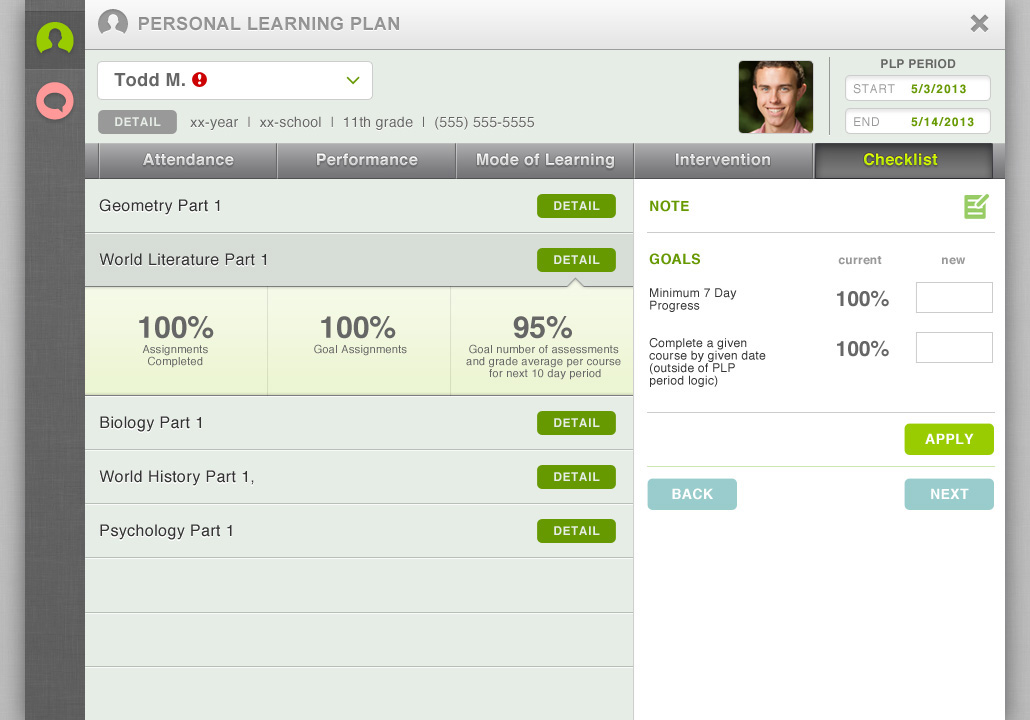 PERSONAL LEARNING PLAN
Todd M.
DETAIL xx-year | xx-school | 11th grade | (555) 555-5555
PLP PERIOD
START 5/3/2013
END 5/14/2013
Attendance Performance Mode of Learning Intervention Checklist
Geometry Part 1 DETAIL
World Literature Part 1 DETAIL
100%
Assignments
Completed
100%
Goal Assignments
95%
Goal number of assessments
and grade average per course
for next 10 day period
Biology Part 1 DETAIL
World History Part 1, DETAIL
Psychology Part 1 DETAIL
NOTE
GOALS current new
Minimum 7 Day
Progress
100%
Complete a given
course by given date
(outside of PLP
period logic)
100%
APPLY
BACK NEXT